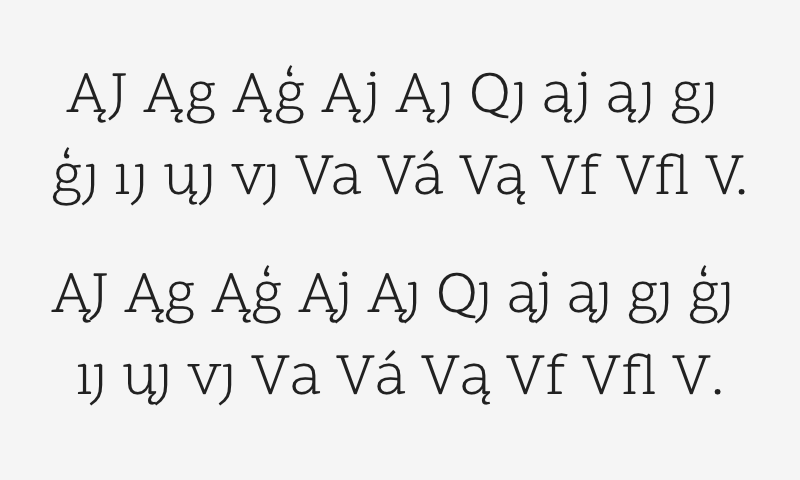 ĄJ Ąg Ąģ Ąj Ąȷ Qȷ ąj ąȷ gȷ
ģȷ ıȷ ųȷ vȷ Va Vá Vą Vf Vfl V.
ĄJ Ąg Ąģ Ąj Ąȷ Qȷ ąj ąȷ gȷ ģȷ
ıȷ ųȷ vȷ Va Vá Vą Vf Vfl V.